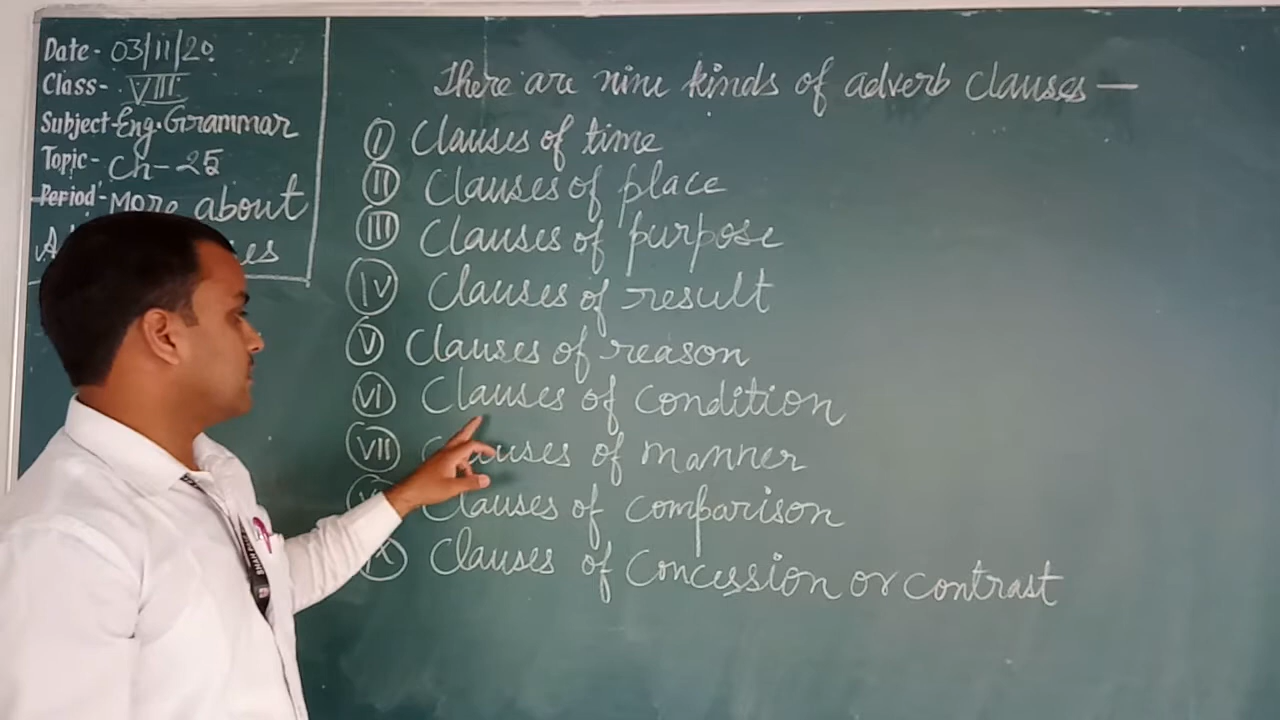 Date- 03/11/20
Class- VIII
Subject- Eng. Grammar
Topic- Ch-25
Period- More about
There are nine kinds of adverb clauses —
I Clauses of time
II Clauses of place
III Clauses of purpose
IV Clauses of result
V Clauses of reason
VI Clauses of condition
VII Clauses of manner
Clauses of comparison
IX Clauses of Concession or contrast